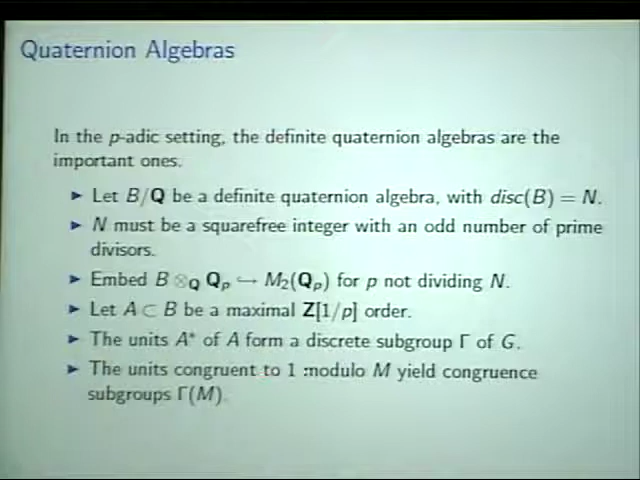 Quaternion Algebras
In the p-adic setting, the definite quaternion algebras are the
important ones.
► Let B/Q be a definite quaternion algebra, with disc(B) = N.
► N must be a squarefree integer with an odd number of prime
divisors.
► Embed B ⊗_Q Q_p ↪ M₂(Q_p) for p not dividing N.
► Let A ⊂ B be a maximal Z[1/p] order.
► The units A* of A form a discrete subgroup Γ of G.
► The units congruent to 1 modulo M yield congruence
subgroups Γ(M).